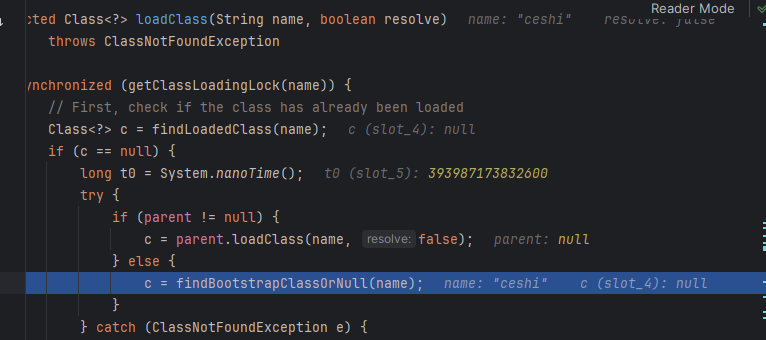 Reader Mode
cted Class<?> loadClass(String name, boolean resolve) name: "ceshi" resolve: false
throws ClassNotFoundException
ynchronized (getClassLoadingLock(name)) {
// First, check if the class has already been loaded
Class<?> c = findLoadedClass(name); c (slot_4): null
if (c == null) {
long t0 = System.nanoTime(); t0 (slot_5): 393987173832600
try {
if (parent != null) {
c = parent.loadClass(name, resolve: false); parent: null
} else {
c = findBootstrapClassOrNull(name); name: "ceshi" c (slot_4): null
}
} catch (ClassNotFoundException e) {